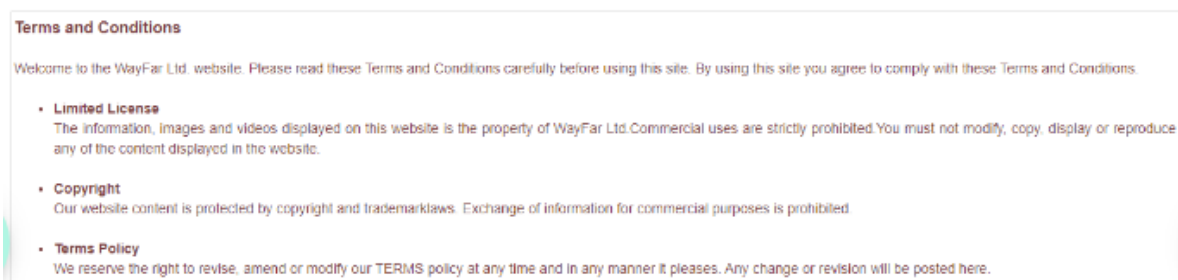 Terms and Conditions
Welcome to the WayFar Ltd. website. Please read these Terms and Conditions carefully before using this site. By using this site you agree to comply with these Terms and Conditions.
• Limited License
The information, images and videos displayed on this website is the property of WayFar Ltd.Commercial uses are strictly prohibited.You must not modify, copy, display or reproduce
any of the content displayed in the website.
• Copyright
Our website content is protected by copyright and trademarklaws. Exchange of information for commercial purposes is prohibited
• Terms Policy
We reserve the right to revise, amend or modify our TERMS policy at any time and in any manner it pleases. Any change or revision will be posted here.